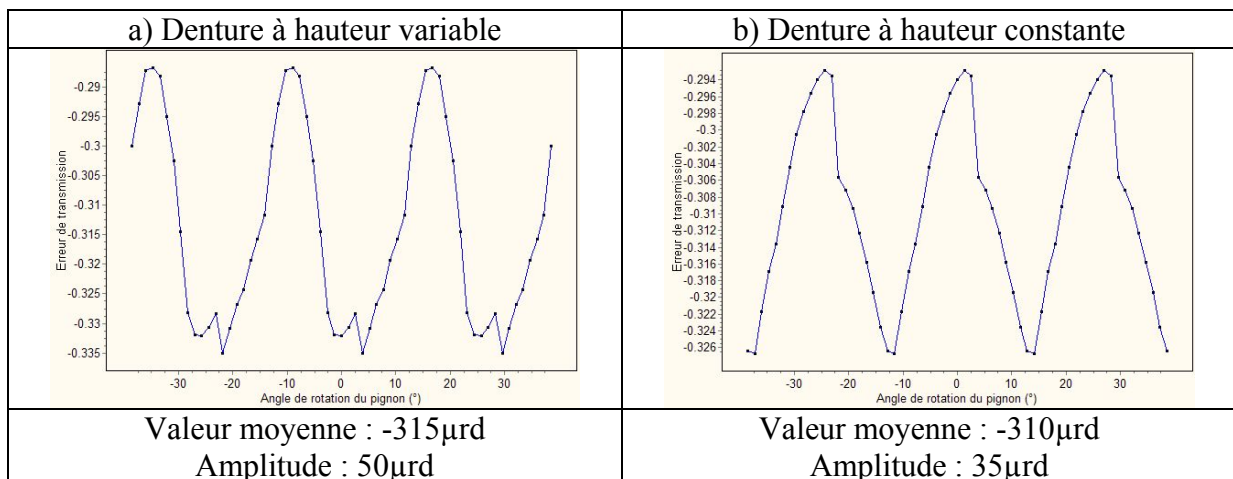 a) Denture à hauteur variable
b) Denture à hauteur constante
Erreur de transmission
-0.29
-0.295
-0.3
-0.305
-0.31
-0.315
-0.32
-0.325
-0.33
-0.335
-30 -20 -10 0 10 20 30
Angle de rotation du pignon (°)
Erreur de transmission
-0.294
-0.296
-0.298
-0.3
-0.302
-0.304
-0.306
-0.308
-0.31
-0.312
-0.314
-0.316
-0.318
-0.32
-0.322
-0.324
-0.326
-30 -20 -10 0 10 20 30
Angle de rotation du pignon (°)
Valeur moyenne : -315µrd
Amplitude : 50µrd
Valeur moyenne : -310µrd
Amplitude : 35µrd